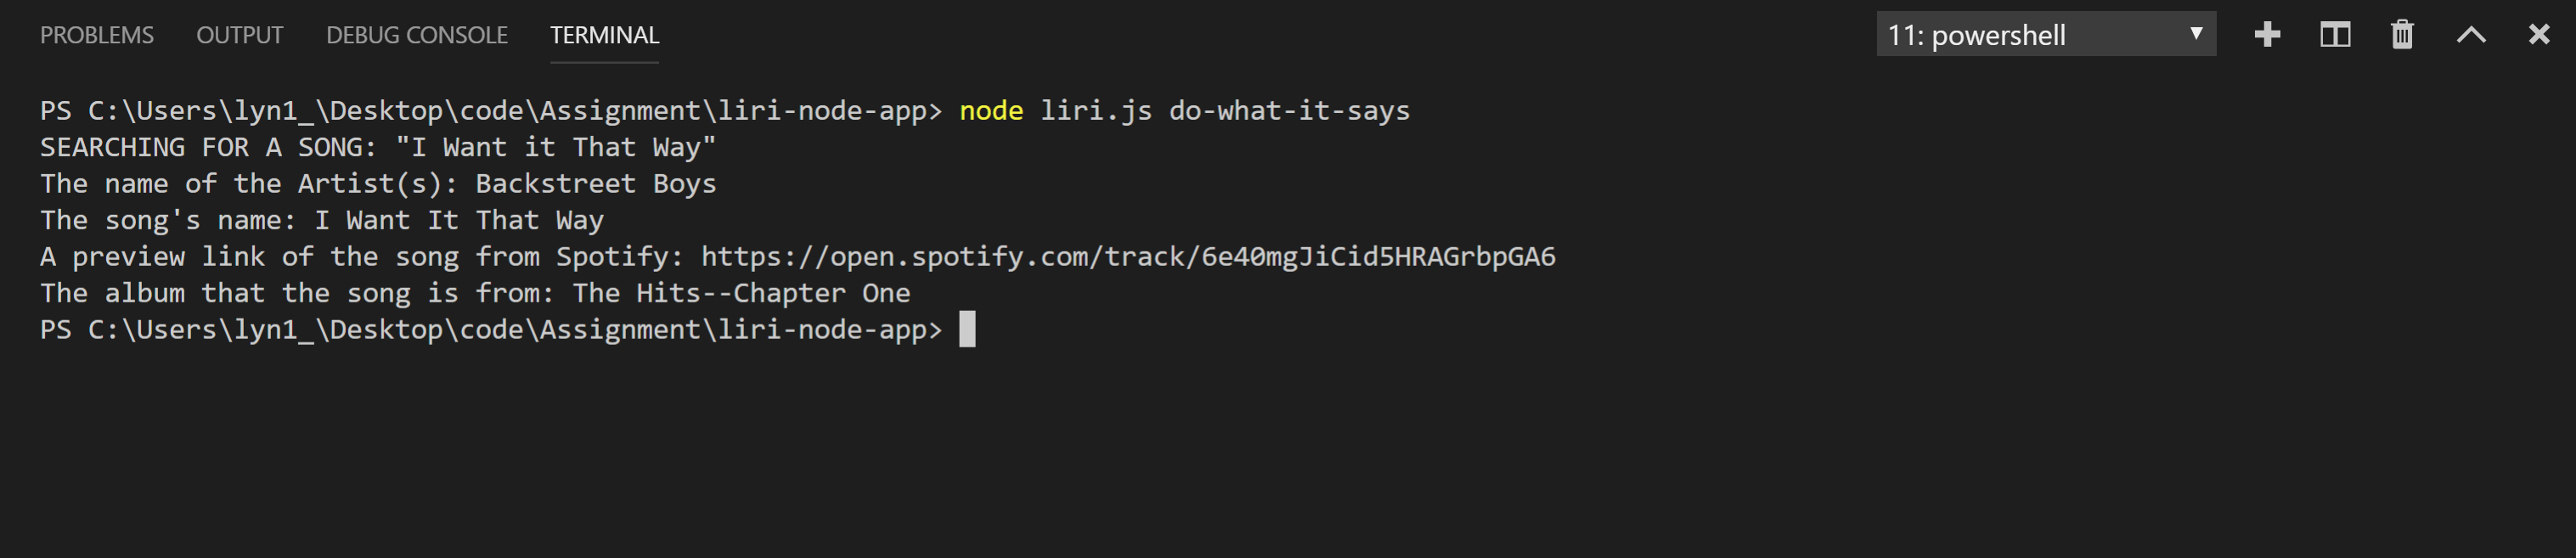 PROBLEMS OUTPUT DEBUG CONSOLE TERMINAL 11: powershell
PS C:\Users\lyn1_\Desktop\code\Assignment\liri-node-app> node liri.js do-what-it-says
SEARCHING FOR A SONG: "I Want it That Way"
The name of the Artist(s): Backstreet Boys
The song's name: I Want It That Way
A preview link of the song from Spotify: https://open.spotify.com/track/6e40mgJiCid5HRAGrbpGA6
The album that the song is from: The Hits--Chapter One
PS C:\Users\lyn1_\Desktop\code\Assignment\liri-node-app>